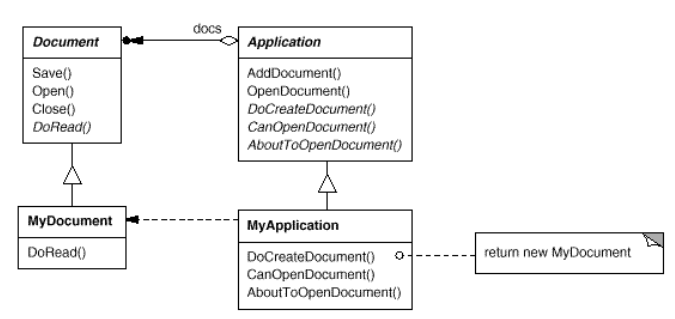 docs
Document
Save()
Open()
Close()
DoRead()
Application
AddDocument()
OpenDocument()
DoCreateDocument()
CanOpenDocument()
AboutToOpenDocument()
MyDocument
DoRead()
MyApplication
DoCreateDocument()
CanOpenDocument()
AboutToOpenDocument()
return new MyDocument